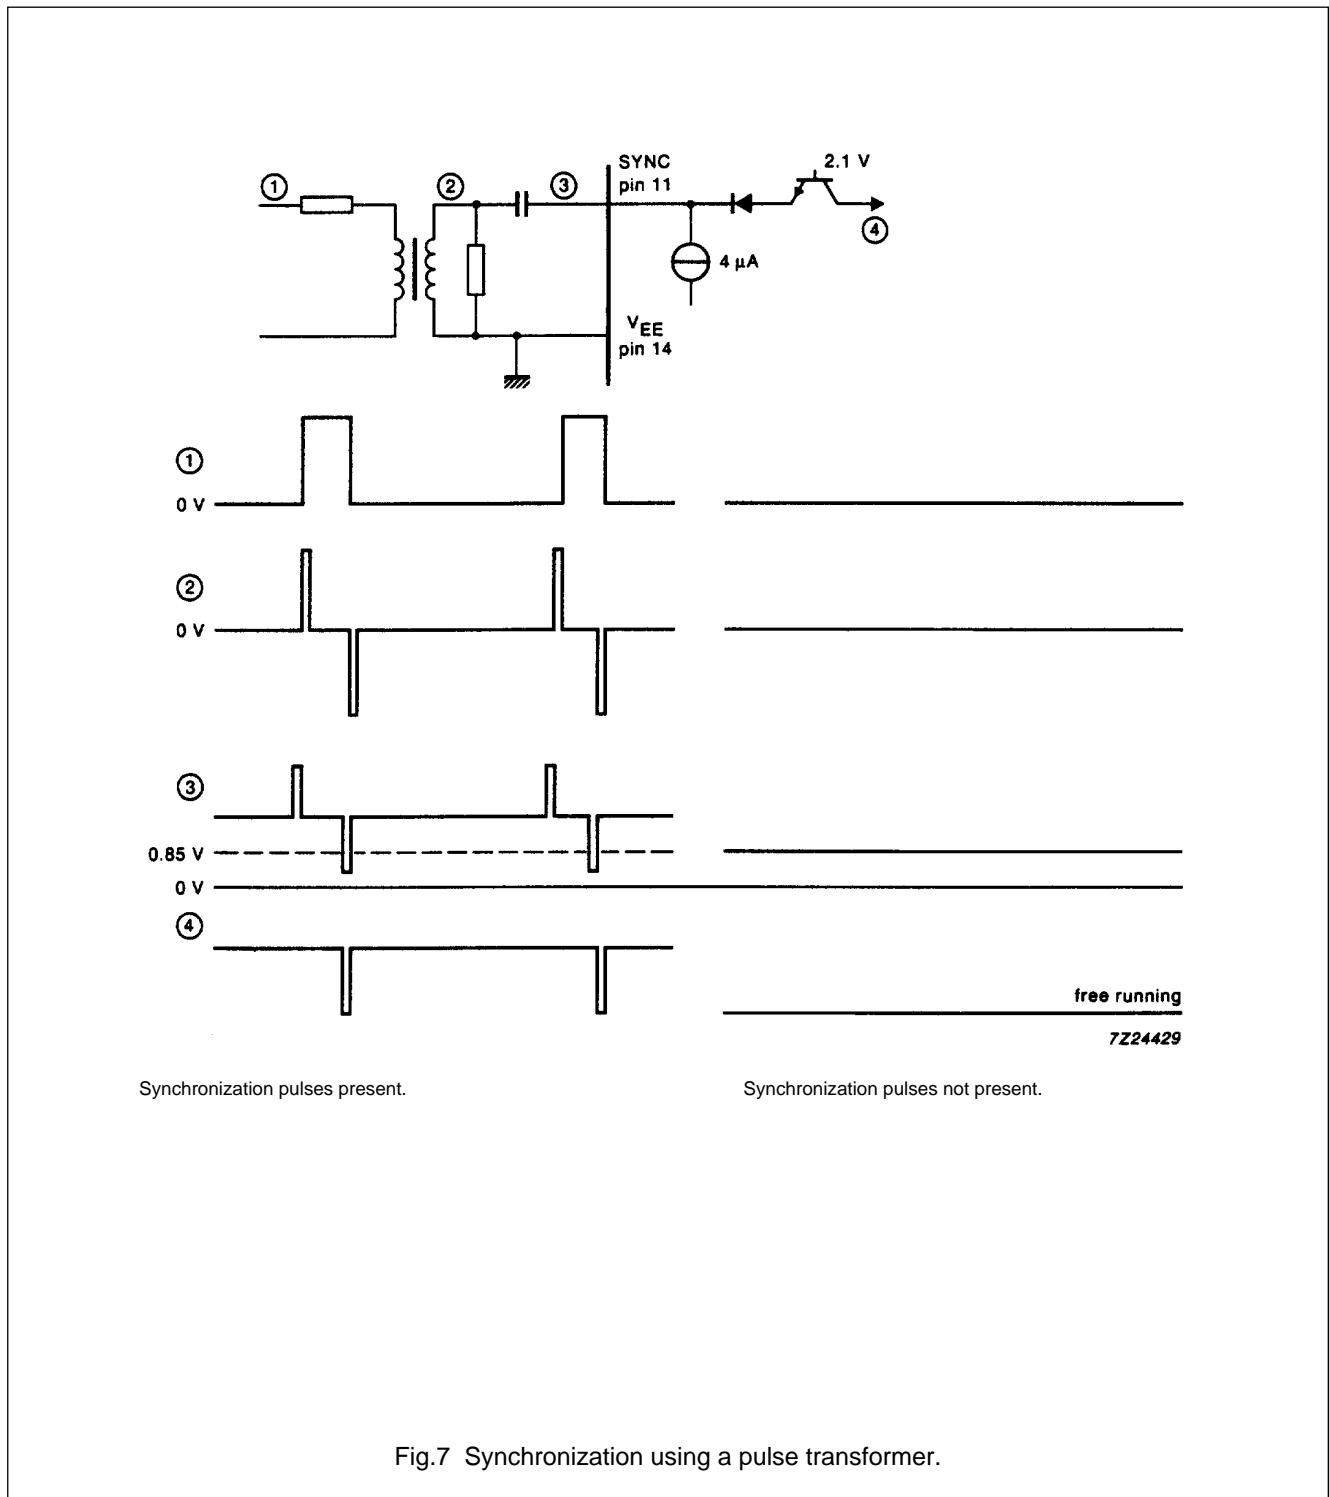 SYNC
pin 11
2.1 V
1
2
3
4
4 µA
VEE
pin 14
1
0 V
2
0 V
3
0.85 V
0 V
4
free running
7Z24429
Synchronization pulses present.
Synchronization pulses not present.
Fig.7 Synchronization using a pulse transformer.